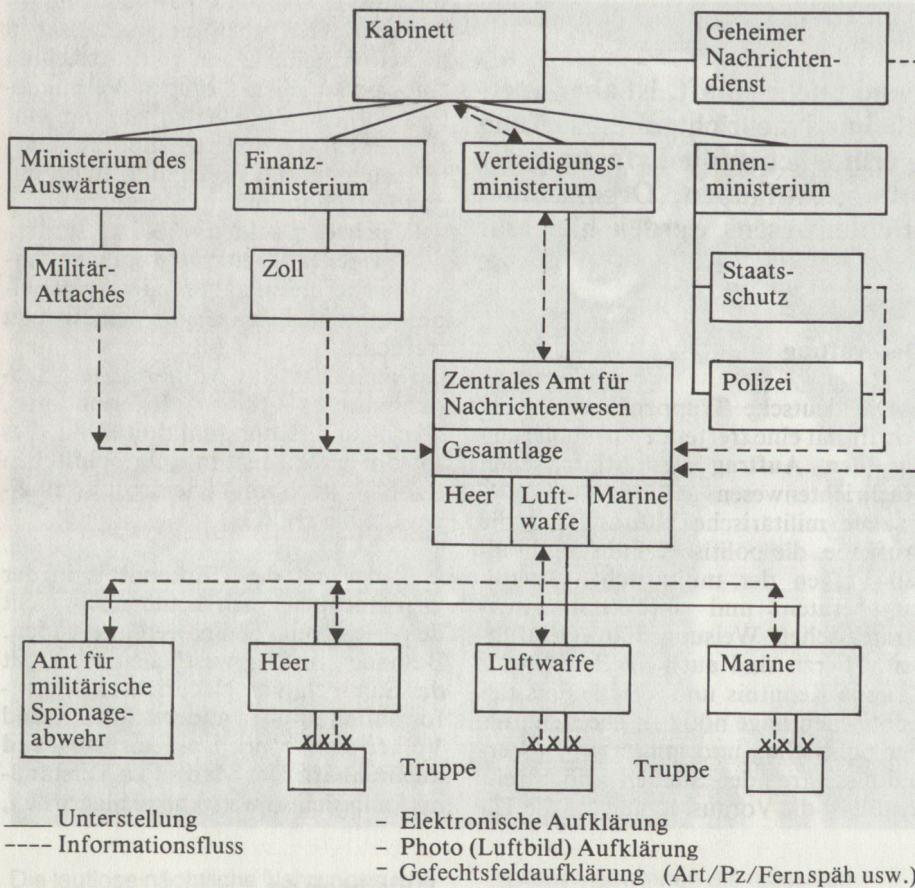 Kabinett
Geheimer
Nachrichten-
dienst
Ministerium des
Auswärtigen
Finanz-
ministerium
Verteidigungs-
ministerium
Innen-
ministerium
Militär-
Attachés
Zoll
Staats-
schutz
Polizei
Zentrales Amt für
Nachrichtenwesen
Gesamtlage
Heer
Luft-
waffe
Marine
Amt für
militärische
Spionage-
abwehr
Heer
Luftwaffe
Marine
x x x
x x x
x x x
Truppe
Truppe
—— Unterstellung
---- Informationsfluss
– Elektronische Aufklärung
– Photo (Luftbild) Aufklärung
– Gefechtsfeldaufklärung (Art/Pz/Fernspäh usw.)